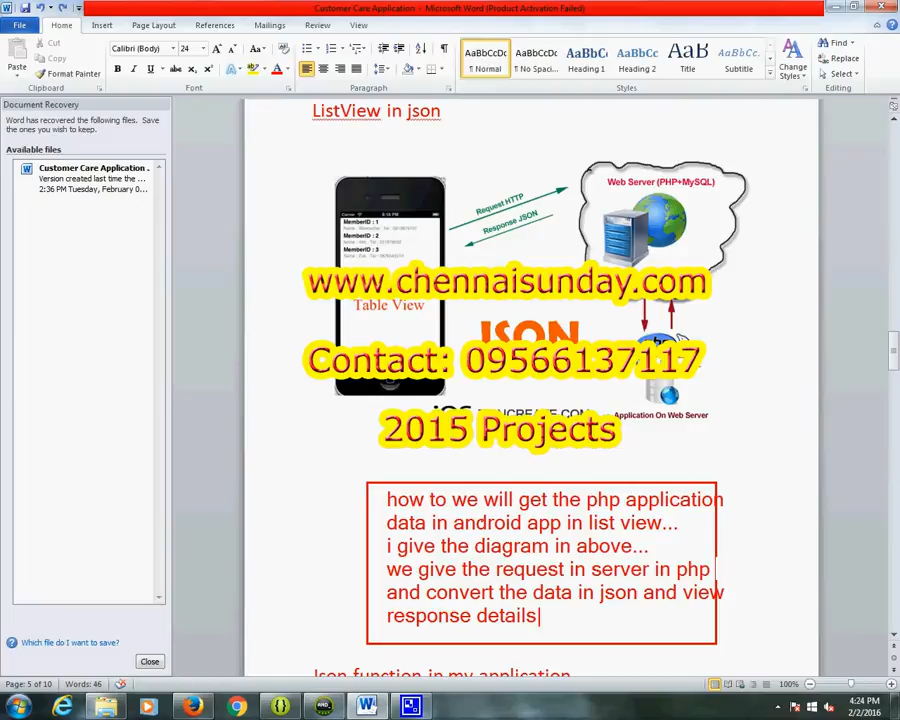 Customer Care Application - Microsoft Word (Product Activation Failed)
File Home Insert Page Layout References Mailings Review View
Cut
Copy
Format Painter
Paste
Clipboard
Calibri (Body) 24
Font
Paragraph
AaBbCcDc AaBbCcDc AaBbC AaBbCc AaB AaBbCc.
¶ Normal ¶ No Spaci... Heading 1 Heading 2 Title Subtitle
Change
Styles
Styles
Find
Replace
Select
Editing
Document Recovery
Word has recovered the following files. Save
the ones you wish to keep.
Available files
Customer Care Application .
Version created last time the ...
2:36 PM Tuesday, February 0...
Which file do I want to save?
Close
ListView in json
MemberID : 1
MemberID : 2
MemberID : 3
Table View
Request HTTP
Response JSON
Web Server (PHP+MySQL)
JSON
Application On Web Server
www.chennaisunday.com
Contact: 09566137117
2015 Projects
how to we will get the php application
data in android app in list view...
i give the diagram in above...
we give the request in server in php
and convert the data in json and view
response details
Json function in my application
Page: 5 of 10 Words: 46
100%
4:24 PM
2/2/2016